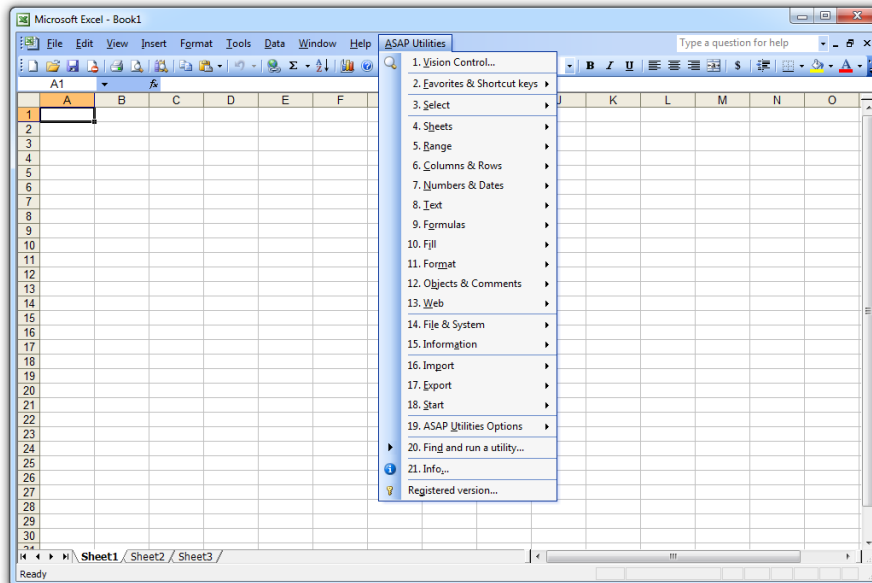 Microsoft Excel - Book1
File Edit View Insert Format Tools Data Window Help ASAP Utilities Type a question for help
B I U $ A
A1 fx
A B C D E F J K L M N O
1. Vision Control...
2. Favorites & Shortcut keys
3. Select
4. Sheets
5. Range
6. Columns & Rows
7. Numbers & Dates
8. Text
9. Formulas
10. Fill
11. Format
12. Objects & Comments
13. Web
14. File & System
15. Information
16. Import
17. Export
18. Start
19. ASAP Utilities Options
20. Find and run a utility...
21. Info...
Registered version...
1
2
3
4
5
6
7
8
9
10
11
12
13
14
15
16
17
18
19
20
21
22
23
24
25
26
27
28
29
30
Sheet1 Sheet2 Sheet3
Ready